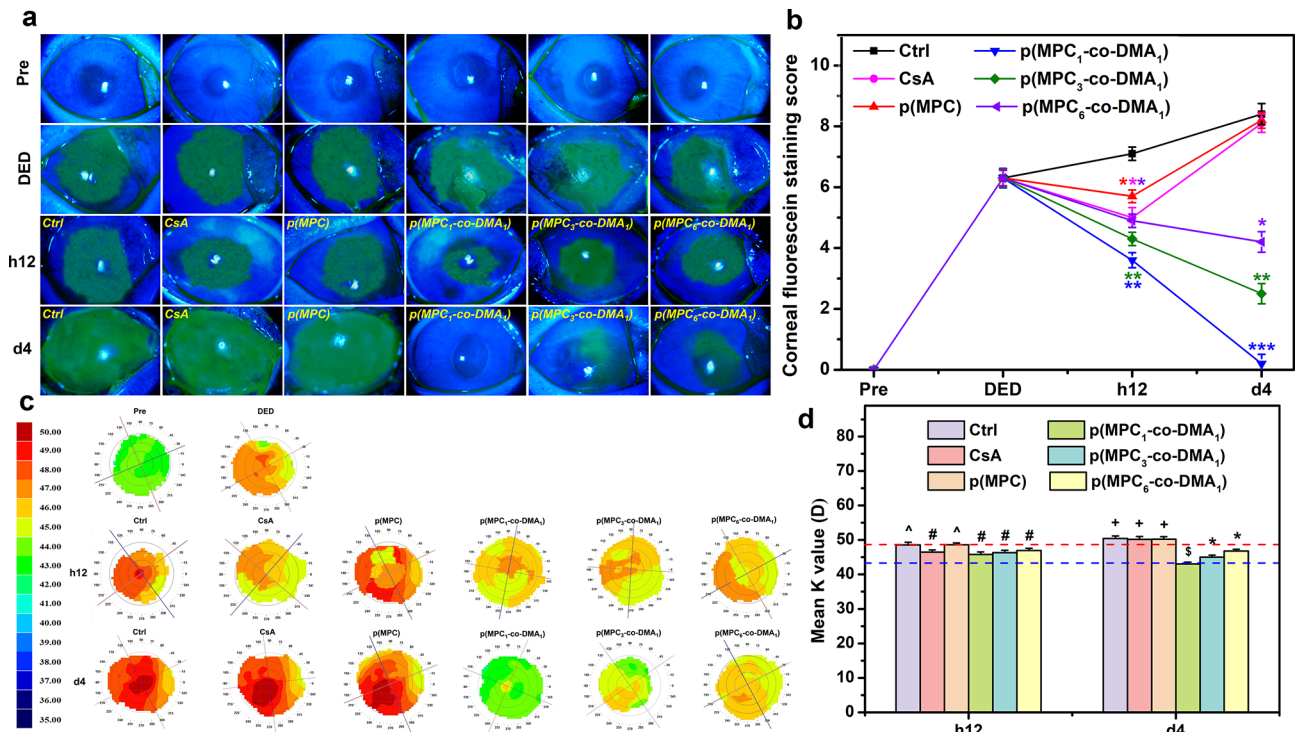 a
Pre
DED
h12
d4
Ctrl CsA p(MPC) p(MPC₁-co-DMA₁) p(MPC₃-co-DMA₁) p(MPC₆-co-DMA₁)
Ctrl CsA p(MPC) p(MPC₁-co-DMA₁) p(MPC₃-co-DMA₁) p(MPC₆-co-DMA₁)
b
Corneal fluorescein staining score
10
8
6
4
2
0
Ctrl p(MPC₁-co-DMA₁)
CsA p(MPC₃-co-DMA₁)
p(MPC) p(MPC₆-co-DMA₁)
***
*
**
**
**
***
Pre DED h12 d4
c
50.00
49.00
48.00
47.00
46.00
45.00
44.00
43.00
42.00
41.00
40.00
39.00
38.00
37.00
36.00
35.00
Pre DED
h12
Ctrl CsA p(MPC) p(MPC₁-co-DMA₁) p(MPC₃-co-DMA₁) p(MPC₆-co-DMA₁)
d4
Ctrl CsA p(MPC) p(MPC₁-co-DMA₁) p(MPC₃-co-DMA₁) p(MPC₆-co-DMA₁)
d
Mean K value (D)
80
70
60
50
40
30
20
10
0
Ctrl p(MPC₁-co-DMA₁)
CsA p(MPC₃-co-DMA₁)
p(MPC) p(MPC₆-co-DMA₁)
^ # ^ # # # + + + $ * *
h12 d4